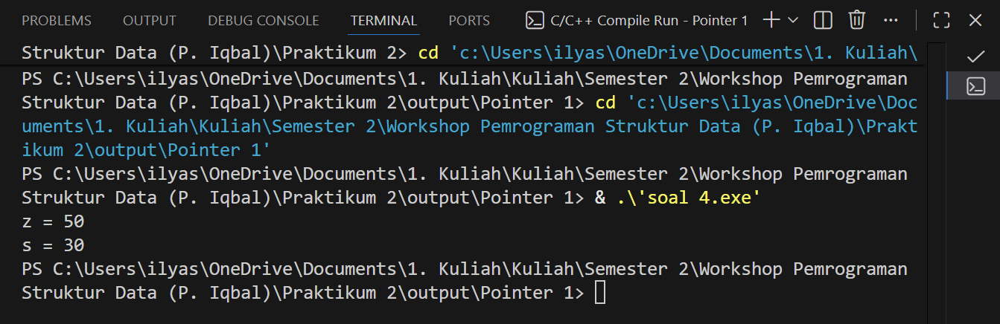 PROBLEMS OUTPUT DEBUG CONSOLE TERMINAL PORTS C/C++ Compile Run - Pointer 1
Struktur Data (P. Iqbal)\Praktikum 2> cd 'c:\Users\ilyas\OneDrive\Documents\1. Kuliah\
PS C:\Users\ilyas\OneDrive\Documents\1. Kuliah\Kuliah\Semester 2\Workshop Pemrograman
Struktur Data (P. Iqbal)\Praktikum 2\output\Pointer 1> cd 'c:\Users\ilyas\OneDrive\Doc
uments\1. Kuliah\Kuliah\Semester 2\Workshop Pemrograman Struktur Data (P. Iqbal)\Prakt
ikum 2\output\Pointer 1'
PS C:\Users\ilyas\OneDrive\Documents\1. Kuliah\Kuliah\Semester 2\Workshop Pemrograman
Struktur Data (P. Iqbal)\Praktikum 2\output\Pointer 1> & .\'soal 4.exe'
z = 50
s = 30
PS C:\Users\ilyas\OneDrive\Documents\1. Kuliah\Kuliah\Semester 2\Workshop Pemrograman
Struktur Data (P. Iqbal)\Praktikum 2\output\Pointer 1>